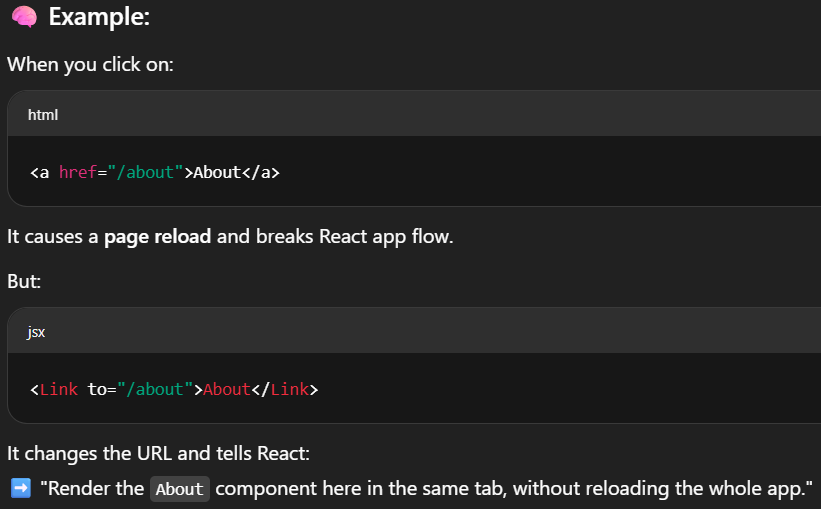 🧠 Example:
When you click on:
html
<a href="/about">About</a>
It causes a page reload and breaks React app flow.
But:
jsx
<Link to="/about">About</Link>
It changes the URL and tells React:
➡️ "Render the About component here in the same tab, without reloading the whole app."